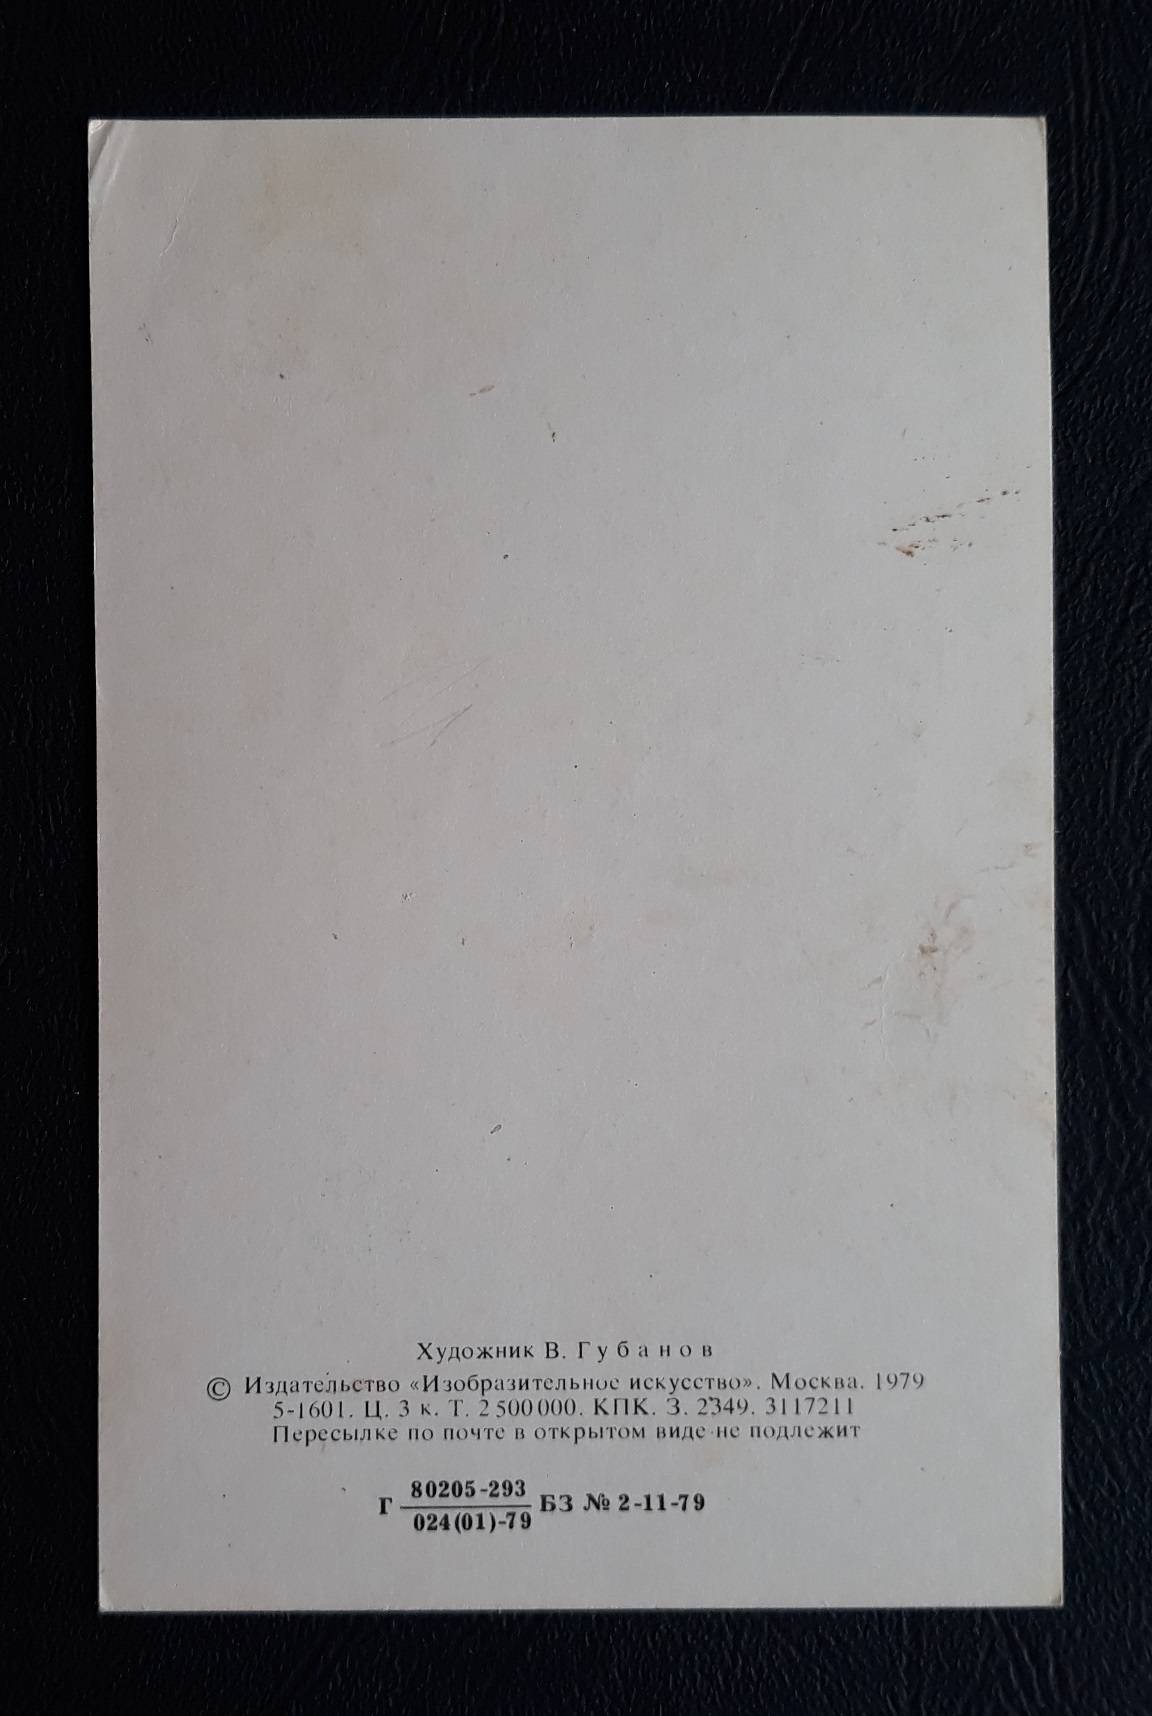 Художник В. Губанов
© Издательство «Изобразительное искусство». Москва. 1979
5-1601. Ц. 3 к. Т. 2 500 000. КПК. З. 2349. 3117211
Пересылке по почте в открытом виде не подлежит
80205-293
Г БЗ № 2-11-79
024(01)-79